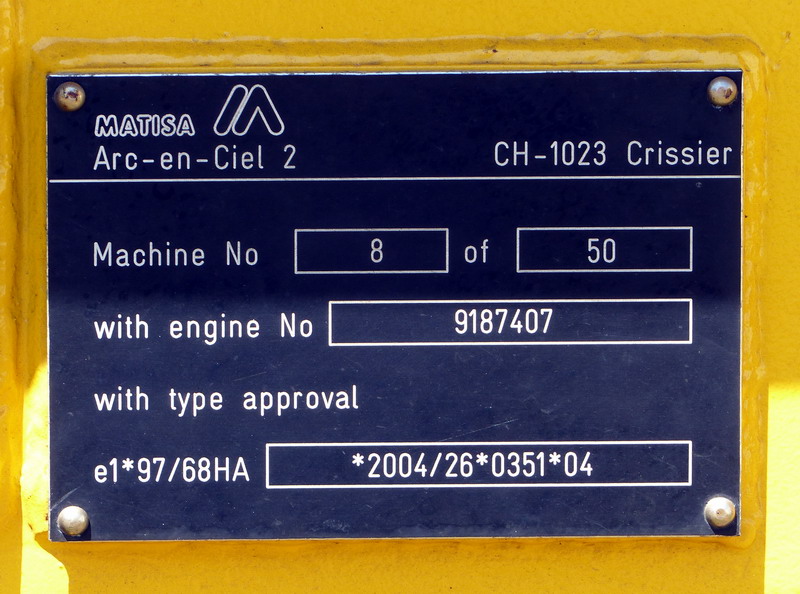 MATISA
Arc-en-Ciel 2 CH-1023 Crissier
Machine No 8 of 50
with engine No 9187407
with type approval
e1*97/68HA *2004/26*0351*04